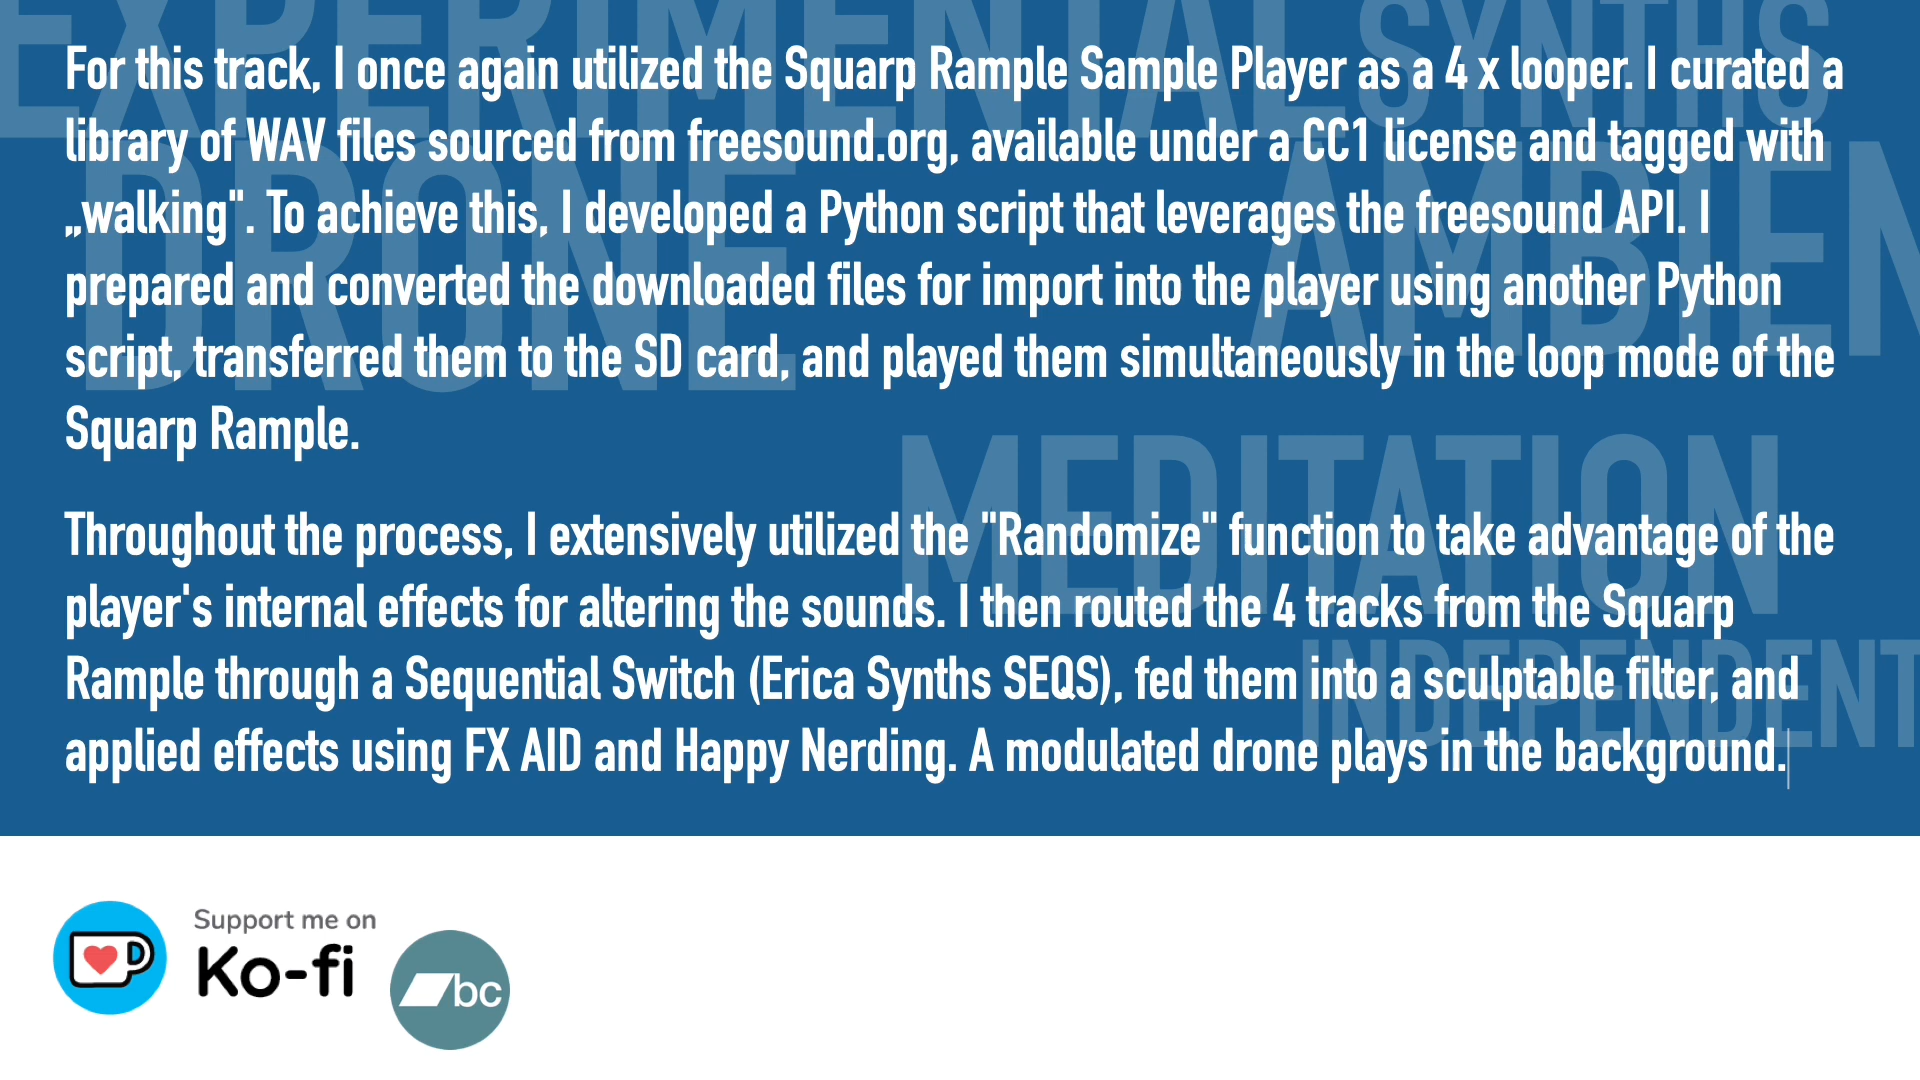 EXPERIMENTAL SYNTHS
DRONE AMBIEN
MEDITATION
INDEPENDENT
For this track, I once again utilized the Squarp Rample Sample Player as a 4 x looper. I curated a
library of WAV files sourced from freesound.org, available under a CC1 license and tagged with
„walking". To achieve this, I developed a Python script that leverages the freesound API. I
prepared and converted the downloaded files for import into the player using another Python
script, transferred them to the SD card, and played them simultaneously in the loop mode of the
Squarp Rample.
Throughout the process, I extensively utilized the "Randomize" function to take advantage of the
player's internal effects for altering the sounds. I then routed the 4 tracks from the Squarp
Rample through a Sequential Switch (Erica Synths SEQS), fed them into a sculptable filter, and
applied effects using FX AID and Happy Nerding. A modulated drone plays in the background.
Support me on
Ko-fi
bc